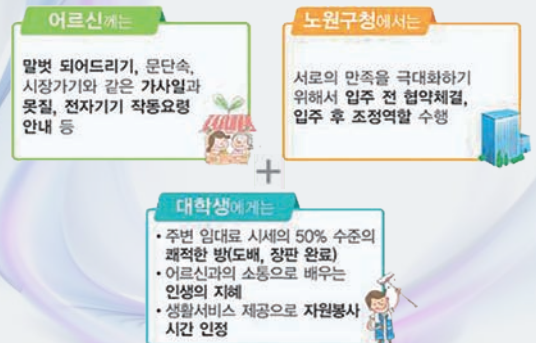 어르신께는
말벗 되어드리기, 문단속,
시장가기와 같은 가사일과
못질, 전자기기 작동요령
안내 등
노원구청에서는
서로의 만족을 극대화하기
위해서 입주 전 협약체결,
입주 후 조정역할 수행
+
대학생에게는
• 주변 임대료 시세의 50% 수준의
쾌적한 방(도배, 장판 완료)
• 어르신과의 소통으로 배우는
인생의 지혜
• 생활서비스 제공으로 자원봉사
시간 인정